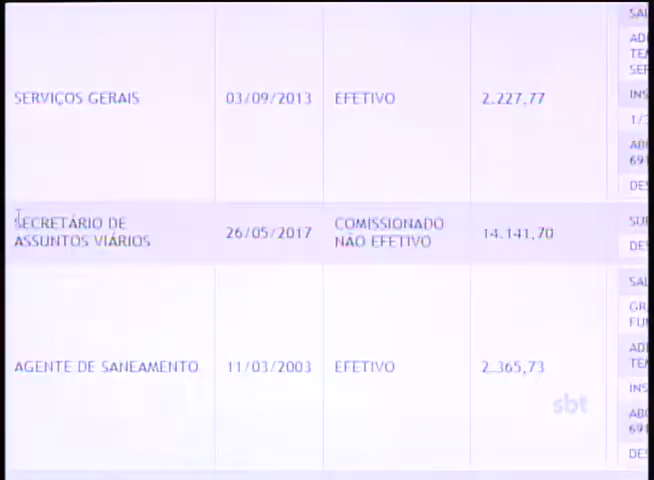 SERVIÇOS GERAIS 03/09/2013 EFETIVO 2.227,77
SECRETÁRIO DE
ASSUNTOS VIÁRIOS
26/05/2017
COMISSIONADO
NÃO EFETIVO
14.141,70
AGENTE DE SANEAMENTO 11/03/2003 EFETIVO 2.365,73
sbt